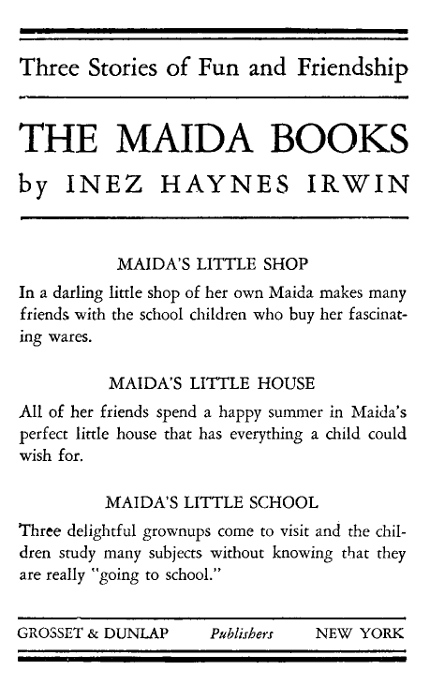 Three Stories of Fun and Friendship
THE MAIDA BOOKS
by INEZ HAYNES IRWIN
MAIDA'S LITTLE SHOP
In a darling little shop of her own Maida makes many
friends with the school children who buy her fascinat-
ing wares.
MAIDA'S LITTLE HOUSE
All of her friends spend a happy summer in Maida's
perfect little house that has everything a child could
wish for.
MAIDA'S LITTLE SCHOOL
Three delightful grownups come to visit and the chil-
dren study many subjects without knowing that they
are really "going to school."
GROSSET & DUNLAP Publishers NEW YORK